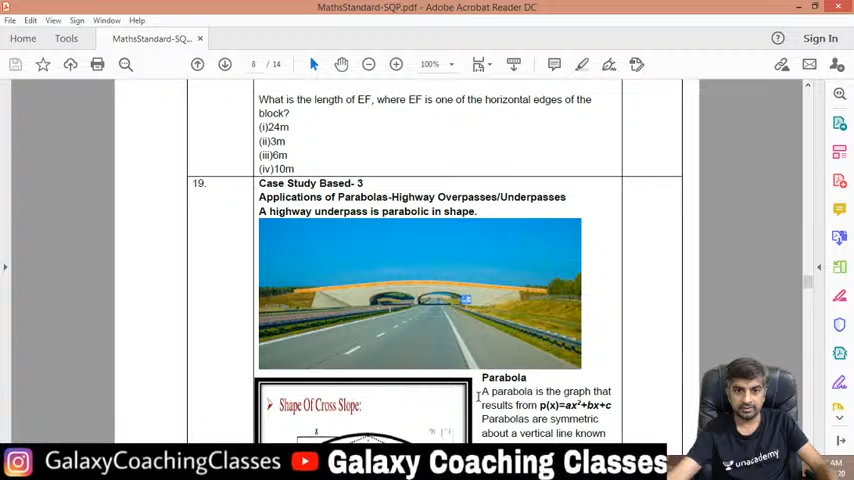 MathsStandard-SQP.pdf - Adobe Acrobat Reader DC
File Edit View Sign Window Help
Home Tools MathsStandard-SQ... × Sign In
8 / 14 100%
What is the length of EF, where EF is one of the horizontal edges of the
block?
(i)24m
(ii)3m
(iii)6m
(iv)10m
19. Case Study Based- 3
Applications of Parabolas-Highway Overpasses/Underpasses
A highway underpass is parabolic in shape.
Parabola
A parabola is the graph that
results from p(x)=ax²+bx+c
Parabolas are symmetric
about a vertical line known
Shape Of Cross Slope:
X
GalaxyCoachingClasses Galaxy Coaching Classes
unacademy
AM
20